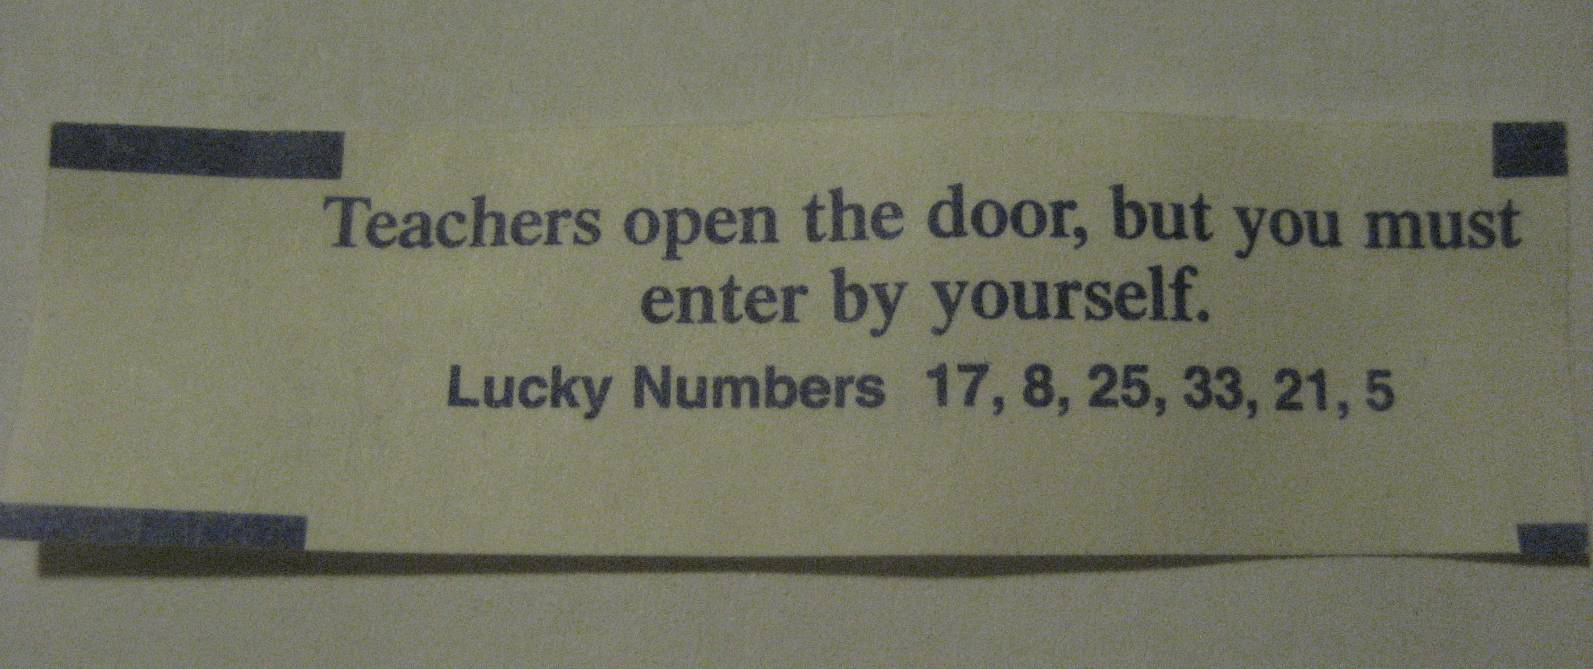 Teachers open the door, but you must
enter by yourself.
Lucky Numbers 17, 8, 25, 33, 21, 5